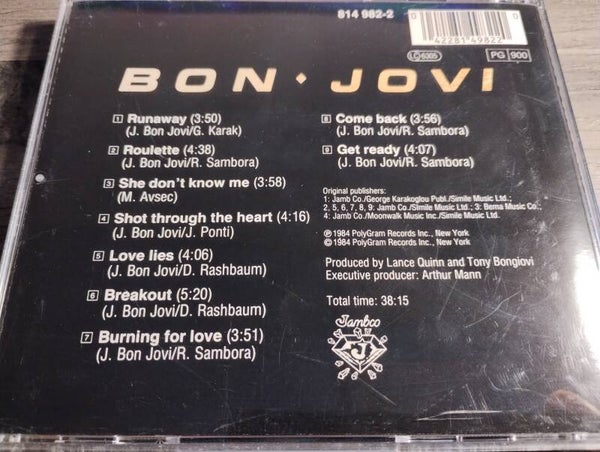 814 982-2
0 42281 49822 0
LC 6305
PG 900
BON • JOVI
1 Runaway (3:50)
(J. Bon Jovi/G. Karak)
2 Roulette (4:38)
(J. Bon Jovi/R. Sambora)
3 She don't know me (3:58)
(M. Avsec)
4 Shot through the heart (4:16)
(J. Bon Jovi/J. Ponti)
5 Love lies (4:06)
(J. Bon Jovi/D. Rashbaum)
6 Breakout (5:20)
(J. Bon Jovi/D. Rashbaum)
7 Burning for love (3:51)
(J. Bon Jovi/R. Sambora)
8 Come back (3:56)
(J. Bon Jovi/R. Sambora)
9 Get ready (4:07)
(J. Bon Jovi/R. Sambora)
Original publishers:
1: Jamb Co./George Karakoglou Publ./Simile Music Ltd.;
2, 5, 6, 7, 8, 9: Jamb Co./Simile Music Ltd.; 3: Bema Music Co.;
4: Jamb Co./Moonwalk Music Inc./Simile Music Ltd.
℗ 1984 PolyGram Records Inc., New York
© 1984 PolyGram Records Inc., New York
Produced by Lance Quinn and Tony Bongiovi
Executive producer: Arthur Mann
Total time: 38:15
Jambco
J